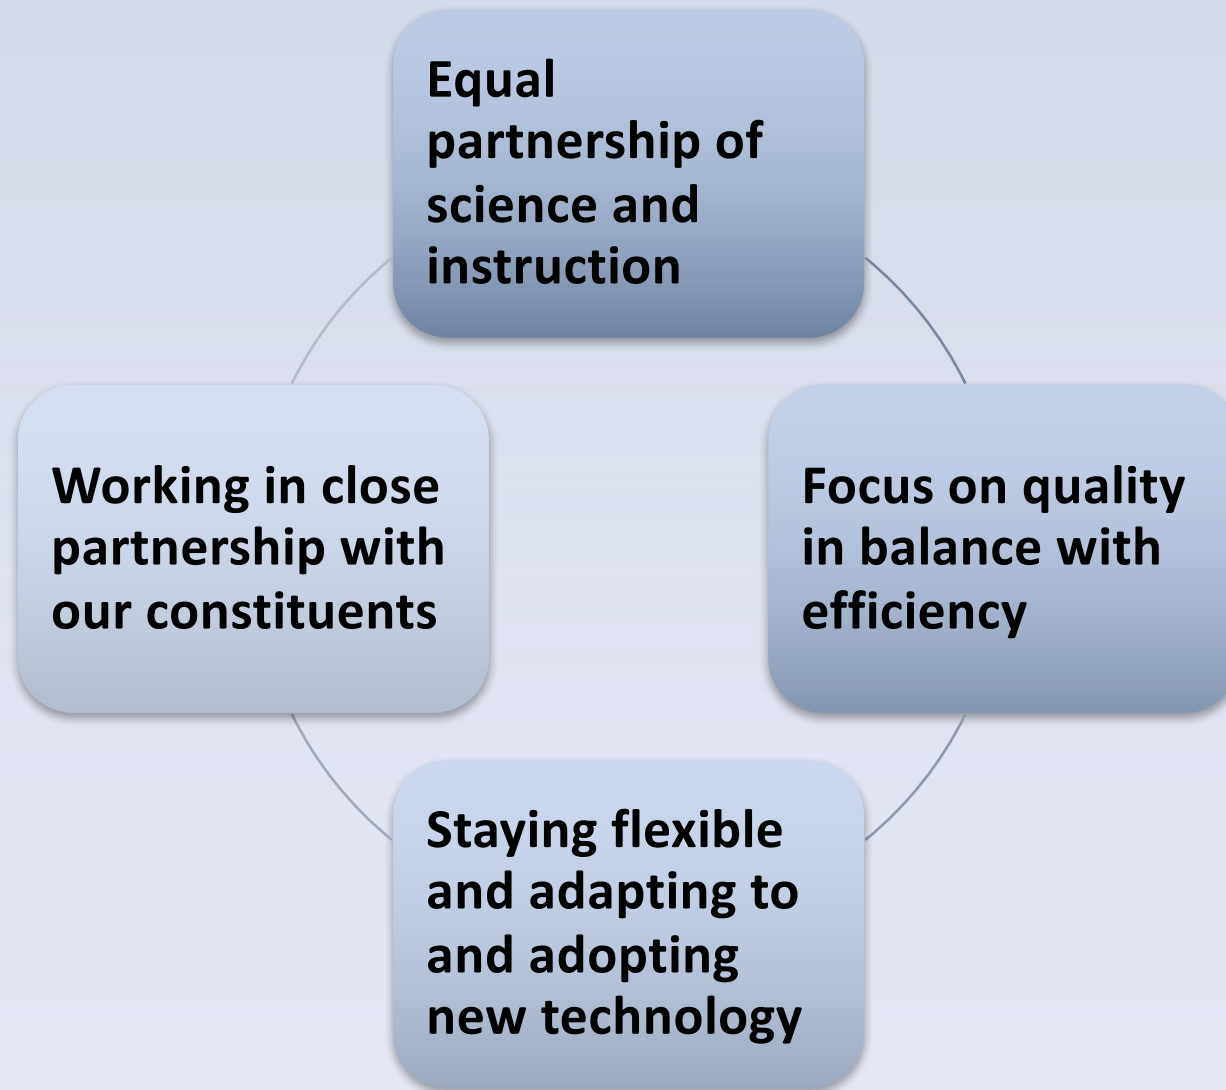 Equal
partnership of
science and
instruction
Working in close
partnership with
our constituents
Focus on quality
in balance with
efficiency
Staying flexible
and adapting to
and adopting
new technology